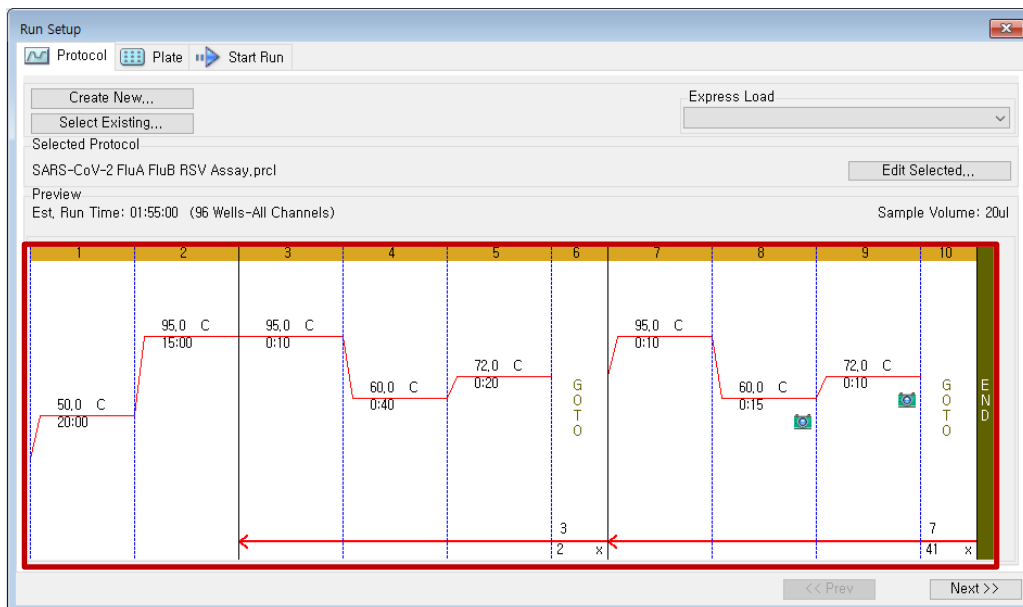 Run Setup
Protocol Plate Start Run
Create New...
Select Existing...
Express Load
Selected Protocol
SARS-CoV-2 FluA FluB RSV Assay.prcl
Edit Selected...
Preview
Est. Run Time: 01:55:00 (96 Wells-All Channels)
Sample Volume: 20ul
1 2 3 4 5 6 7 8 9 10
50,0 C
20:00
95,0 C
15:00
95,0 C
0:10
60,0 C
0:40
72,0 C
0:20
GOTO
3
2 x
95,0 C
0:10
60,0 C
0:15
72,0 C
0:10
GOTO
7
41 x
END
<< Prev
Next >>